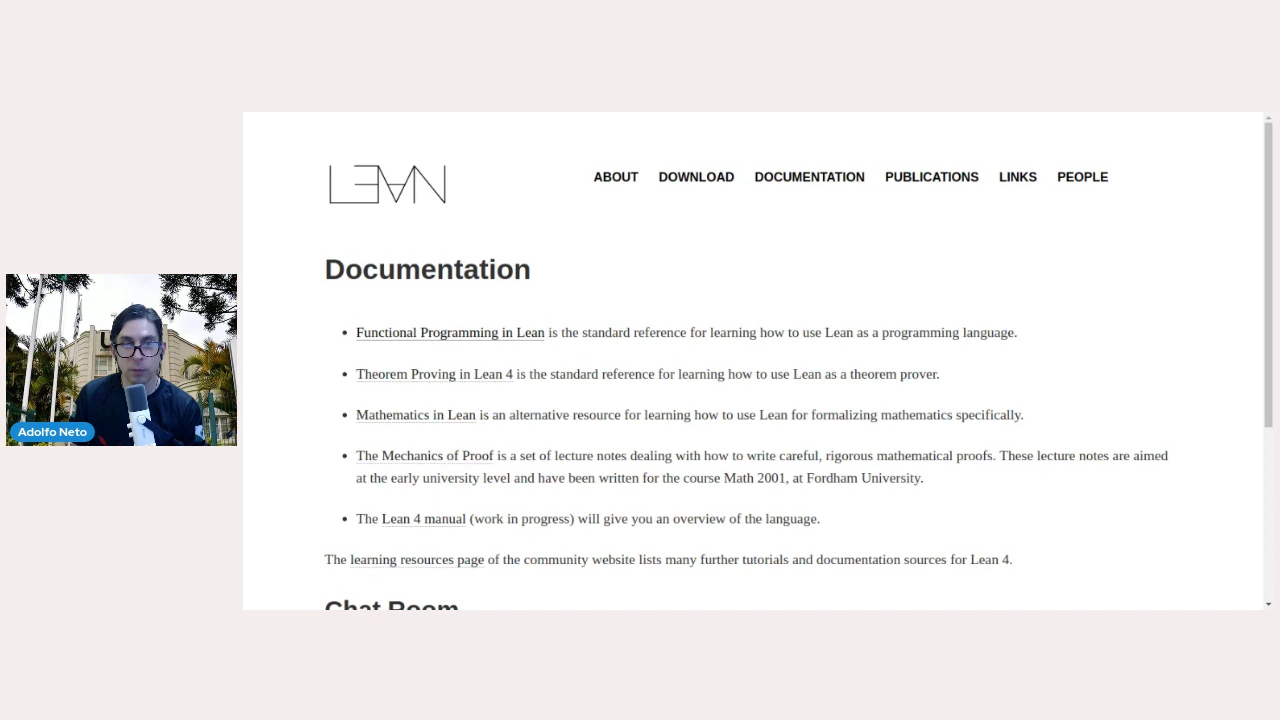 LEAN
ABOUT DOWNLOAD DOCUMENTATION PUBLICATIONS LINKS PEOPLE
Documentation
• Functional Programming in Lean is the standard reference for learning how to use Lean as a programming language.
• Theorem Proving in Lean 4 is the standard reference for learning how to use Lean as a theorem prover.
• Mathematics in Lean is an alternative resource for learning how to use Lean for formalizing mathematics specifically.
• The Mechanics of Proof is a set of lecture notes dealing with how to write careful, rigorous mathematical proofs. These lecture notes are aimed
at the early university level and have been written for the course Math 2001, at Fordham University.
• The Lean 4 manual (work in progress) will give you an overview of the language.
The learning resources page of the community website lists many further tutorials and documentation sources for Lean 4.
Chat Room
Adolfo Neto